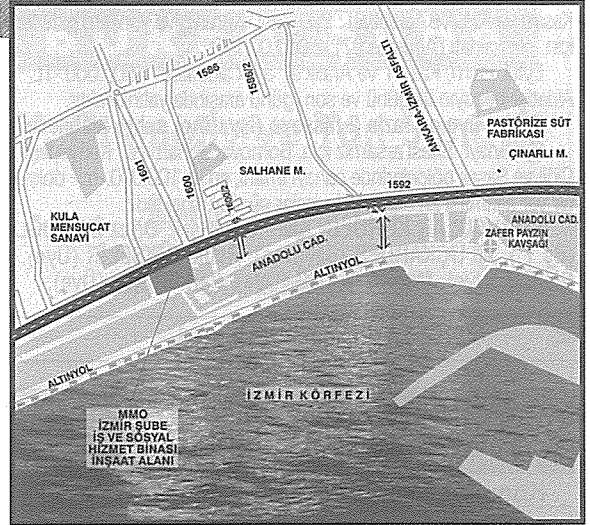 1586
1586/2
ANKARA-İZMİR ASFALTI
PASTÖRİZE SÜT
FABRİKASI
ÇINARLI M.
1601
1600
SALHANE M.
1592
KULA
MENSUCAT
SANAYİ
ANADOLU CAD.
ZAFER PAYZIN
KAVŞAĞI
ANADOLU CAD.
ALTINYOL
ALTINYOL
İZMİR KÖRFEZİ
MMO
İZMİR ŞUBE
İŞ VE SOSYAL
HİZMET BİNASI
İNŞAAT ALANI